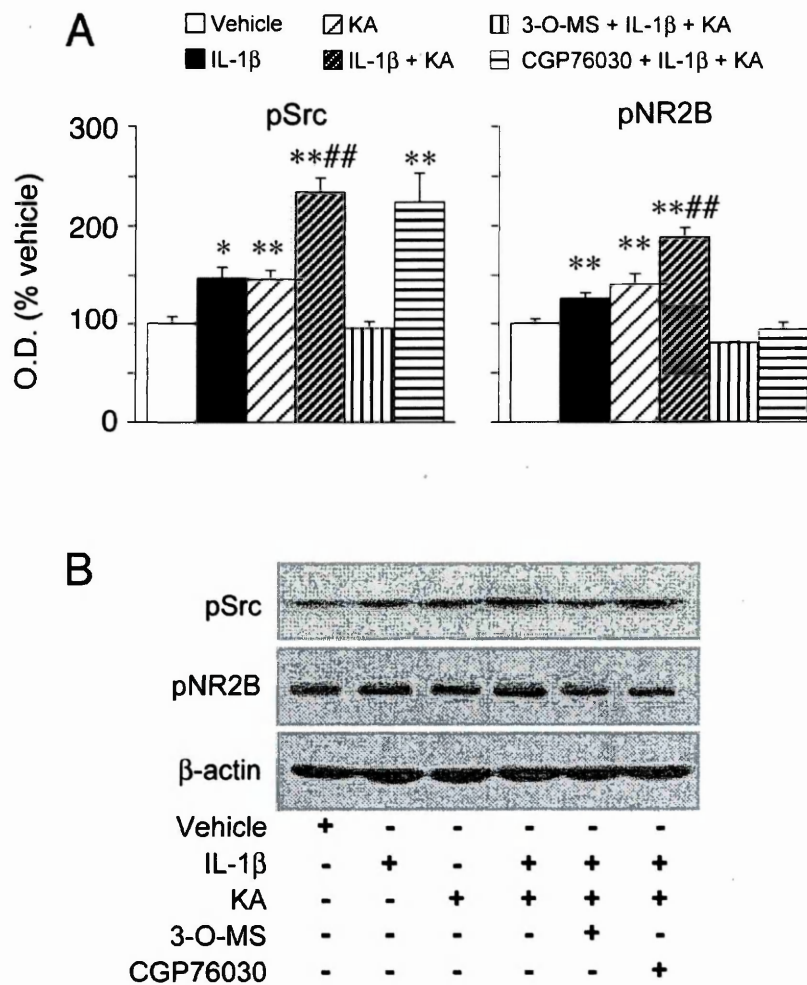 A
Vehicle KA 3-O-MS + IL-1β + KA
IL-1β IL-1β + KA CGP76030 + IL-1β + KA
pSrc pNR2B
O.D. (% vehicle)
300
200
100
0
* ** **## **
** ** **##
B
pSrc
pNR2B
β-actin
Vehicle + - - - - -
IL-1β - + - + + +
KA - - + + + +
3-O-MS - - - - + -
CGP76030 - - - - - +